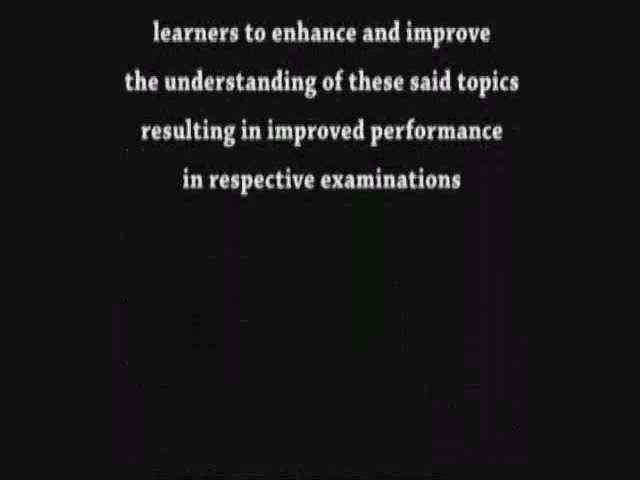 learners to enhance and improve
the understanding of these said topics
resulting in improved performance
in respective examinations